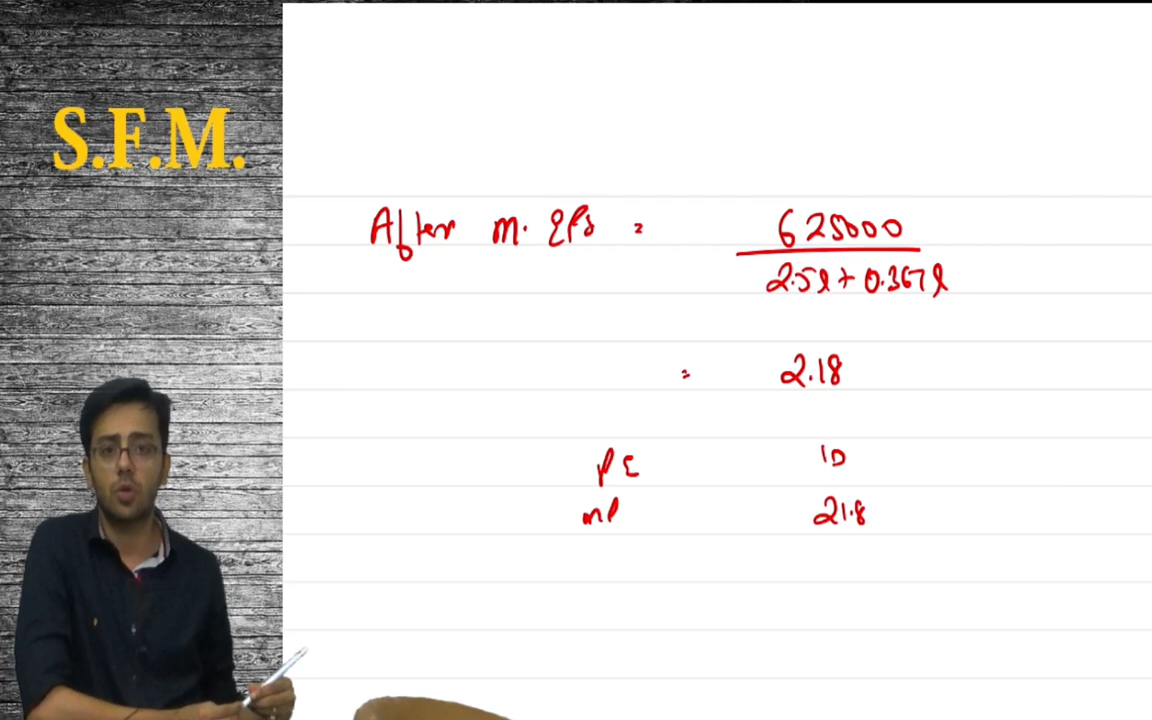 S.F.M.
After m. EPS = 625000
2.5l + 0.367l
= 2.18
PE 10
MP 21.8